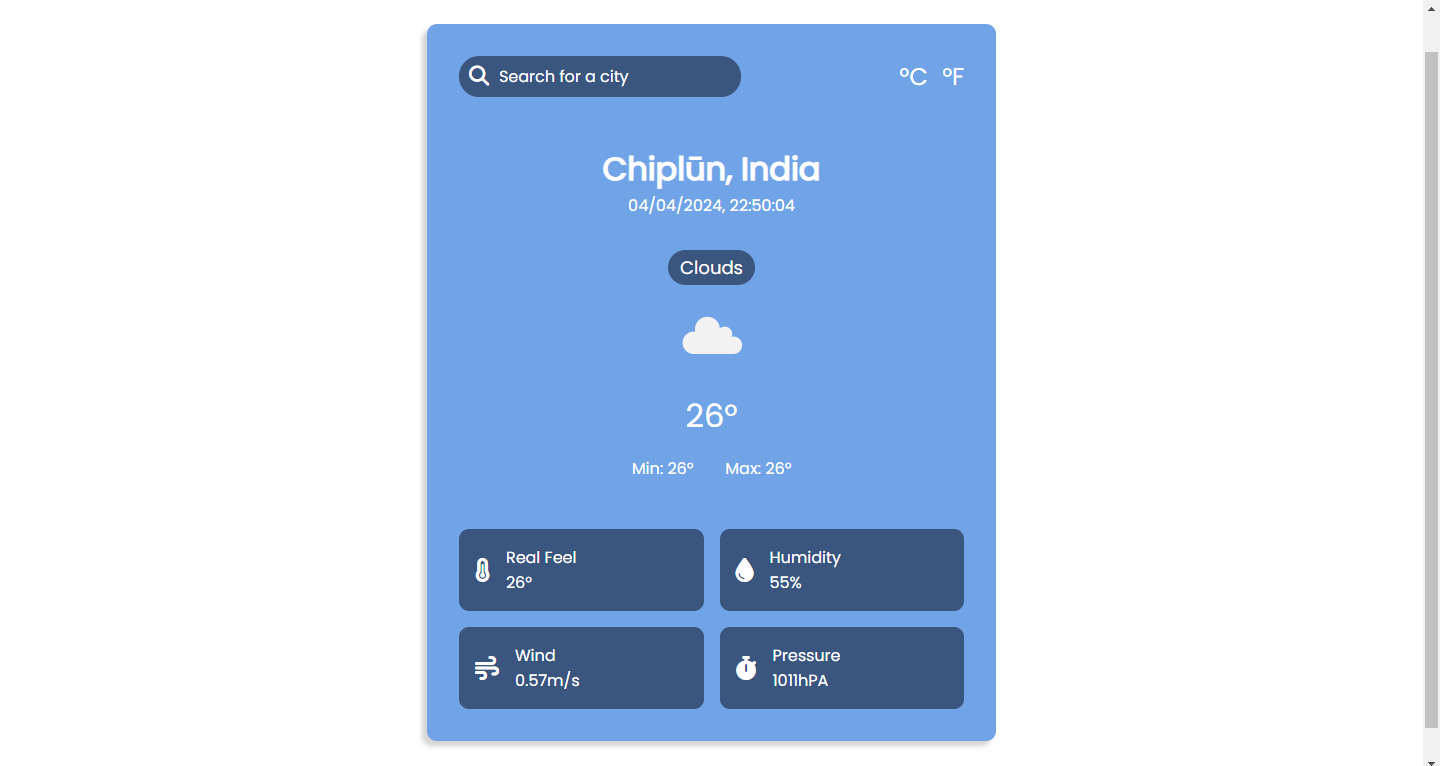 Search for a city
°C °F
Chiplūn, India
04/04/2024, 22:50:04
Clouds
26°
Min: 26° Max: 26°
Real Feel
26°
Humidity
55%
Wind
0.57m/s
Pressure
1011hPA